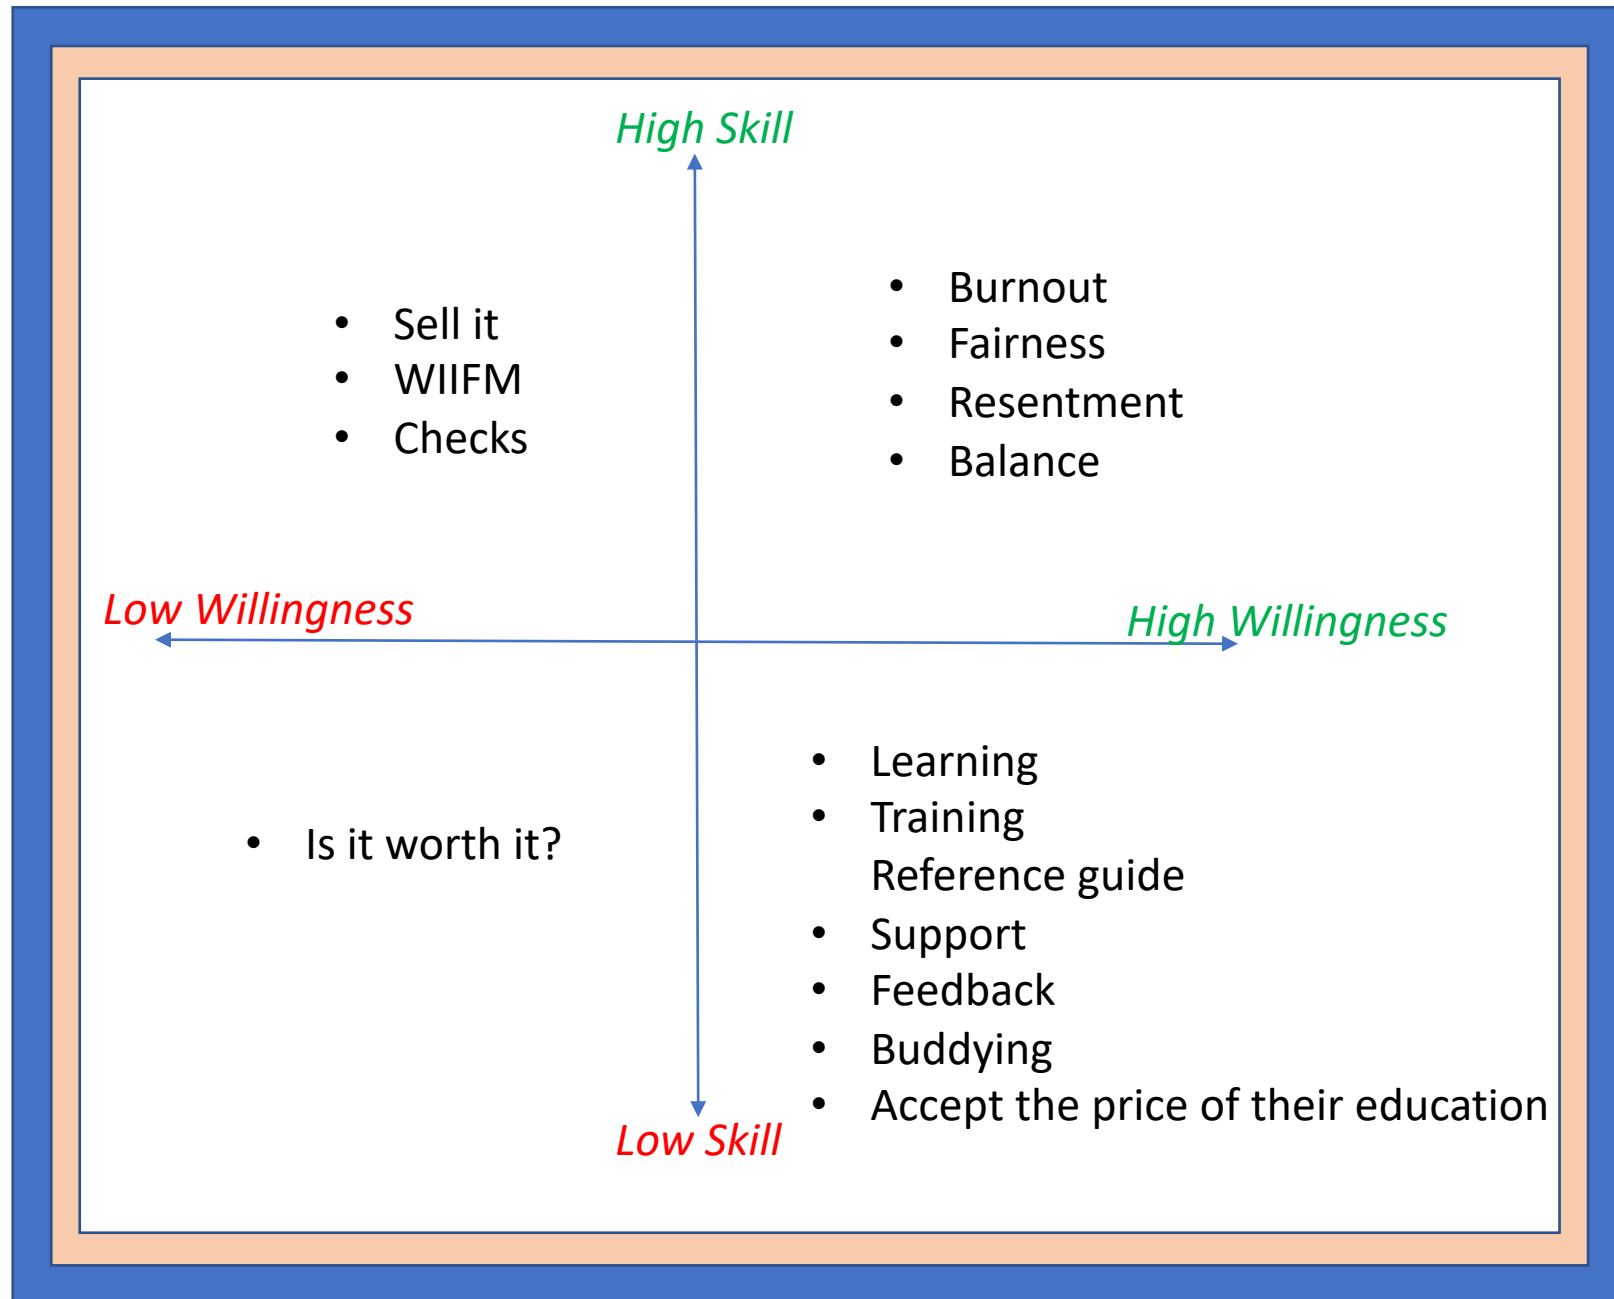 High Skill
• Sell it
• WIIFM
• Checks
• Burnout
• Fairness
• Resentment
• Balance
Low Willingness
High Willingness
• Is it worth it?
• Learning
• Training
Reference guide
• Support
• Feedback
• Buddying
• Accept the price of their education
Low Skill